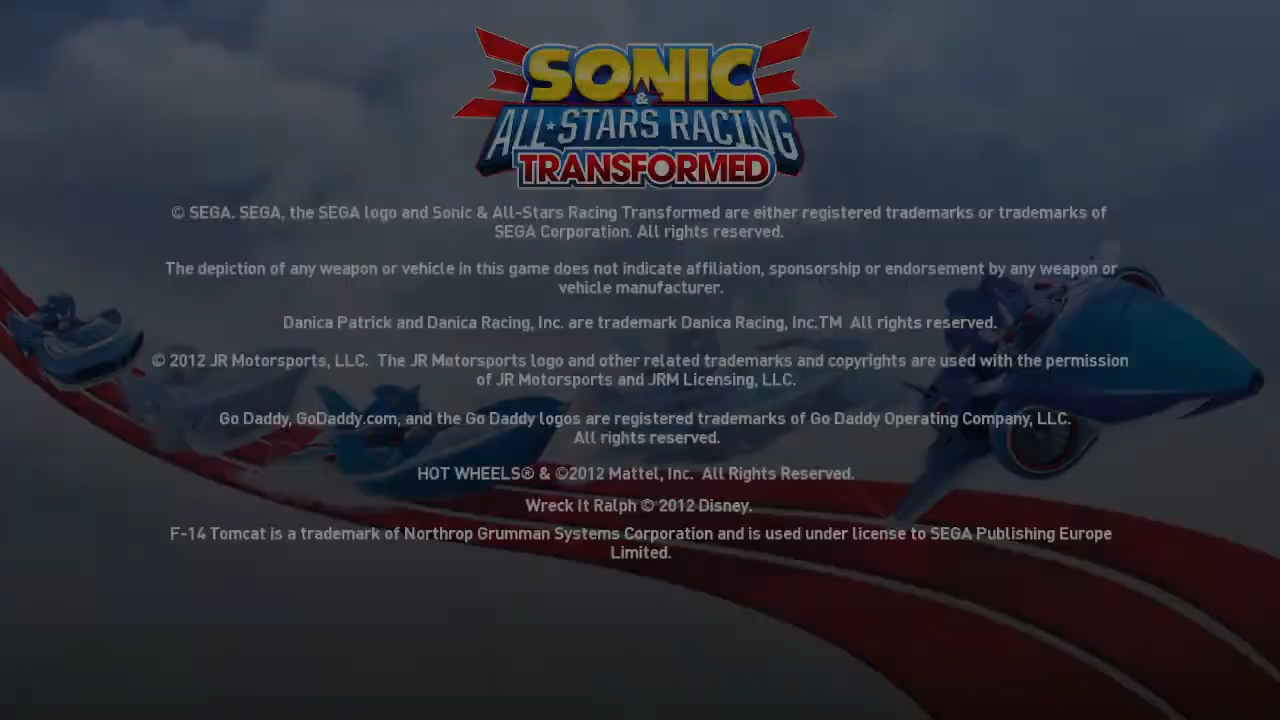 SONIC
&
ALL★STARS RACING
TRANSFORMED
© SEGA. SEGA, the SEGA logo and Sonic & All-Stars Racing Transformed are either registered trademarks or trademarks of
SEGA Corporation. All rights reserved.
The depiction of any weapon or vehicle in this game does not indicate affiliation, sponsorship or endorsement by any weapon or
vehicle manufacturer.
Danica Patrick and Danica Racing, Inc. are trademark Danica Racing, Inc.TM  All rights reserved.
© 2012 JR Motorsports, LLC.  The JR Motorsports logo and other related trademarks and copyrights are used with the permission
of JR Motorsports and JRM Licensing, LLC.
Go Daddy, GoDaddy.com, and the Go Daddy logos are registered trademarks of Go Daddy Operating Company, LLC.
All rights reserved.
HOT WHEELS® & ©2012 Mattel, Inc.  All Rights Reserved.
Wreck It Ralph © 2012 Disney.
F-14 Tomcat is a trademark of Northrop Grumman Systems Corporation and is used under license to SEGA Publishing Europe
Limited.